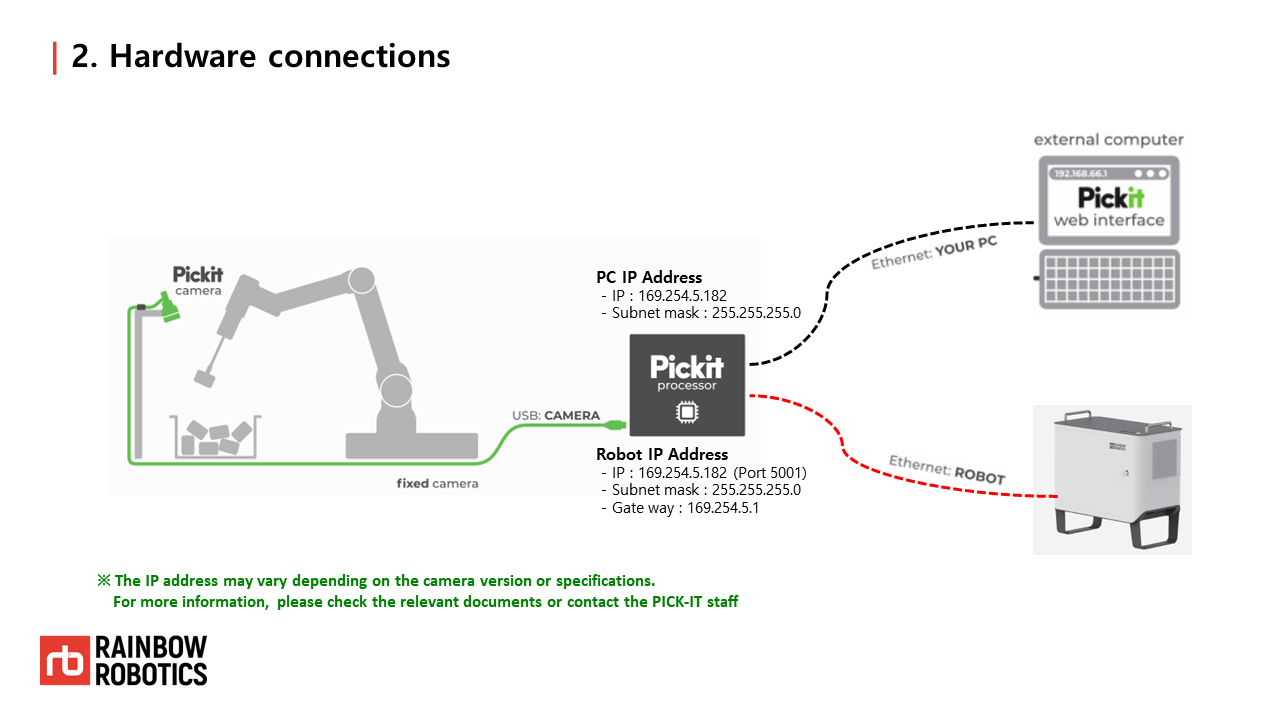 2. Hardware connections
external computer
192.168.66.1
Pickit
web interface
Ethernet: YOUR PC
Pickit
camera
PC IP Address
- IP : 169.254.5.182
- Subnet mask : 255.255.255.0
Pickit
processor
USB: CAMERA
Robot IP Address
- IP : 169.254.5.182 (Port 5001)
- Subnet mask : 255.255.255.0
- Gate way : 169.254.5.1
Ethernet: ROBOT
fixed camera
※ The IP address may vary depending on the camera version or specifications.
For more information, please check the relevant documents or contact the PICK-IT staff
rb
RAINBOW
ROBOTICS